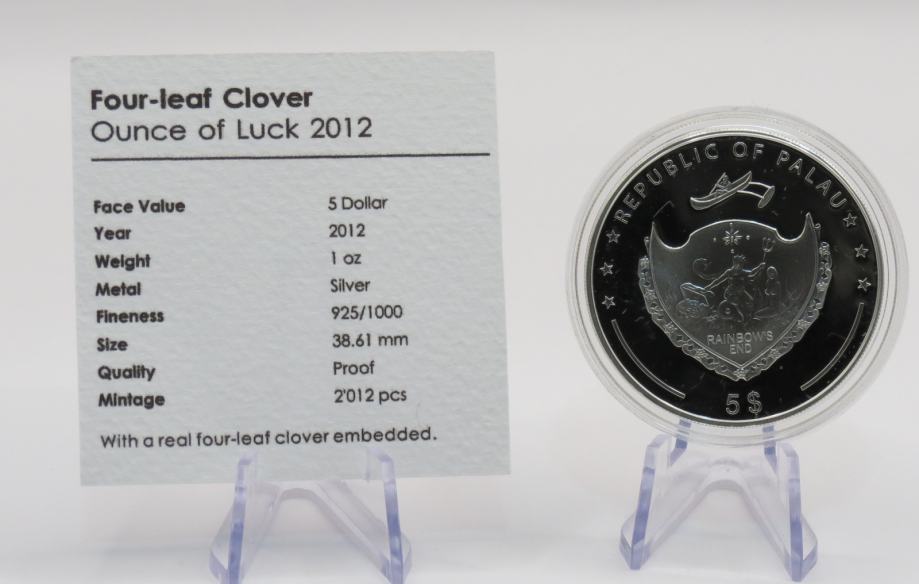 Four-leaf Clover
Ounce of Luck 2012
Face Value 5 Dollar
Year 2012
Weight 1 oz
Metal Silver
Fineness 925/1000
Size 38.61 mm
Quality Proof
Mintage 2'012 pcs
With a real four-leaf clover embedded.
REPUBLIC OF PALAU
RAINBOW'S
END
5 $